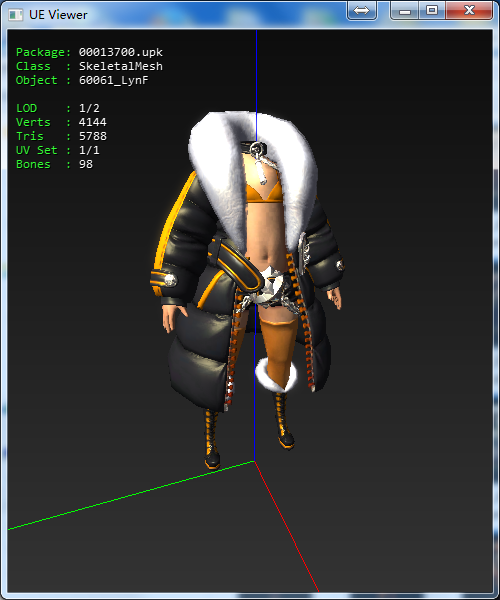 UE Viewer
Package: 00013700.upk
Class : SkeletalMesh
Object : 60061_LynF
LOD : 1/2
Verts : 4144
Tris : 5788
UV Set : 1/1
Bones : 98